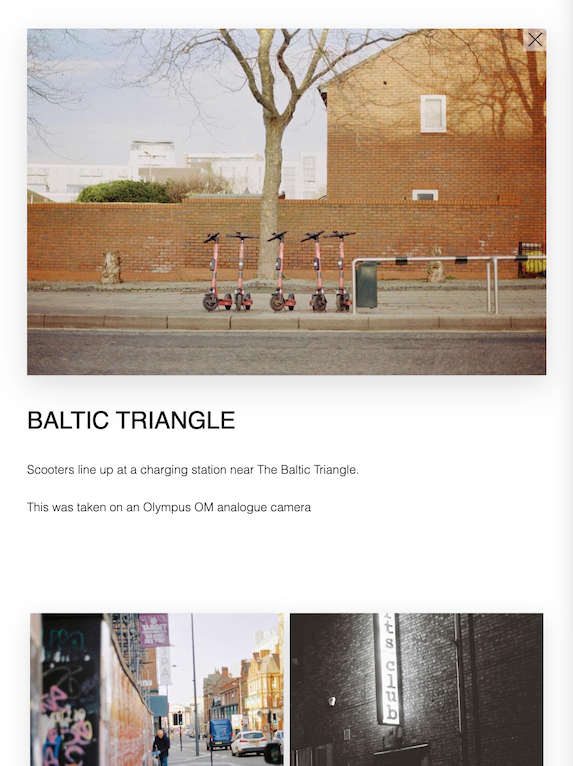 BALTIC TRIANGLE
Scooters line up at a charging station near The Baltic Triangle.
This was taken on an Olympus OM analogue camera
TARGET
ts club